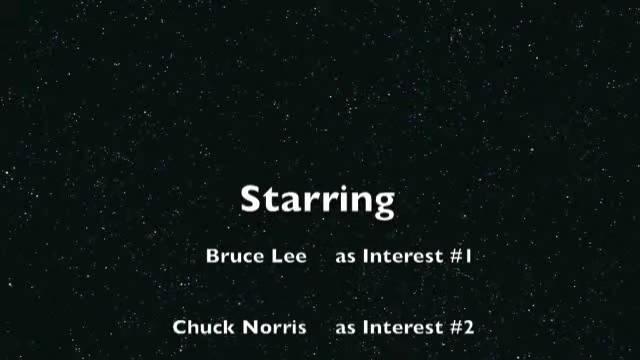 Starring
Bruce Lee as Interest #1
Chuck Norris as Interest #2